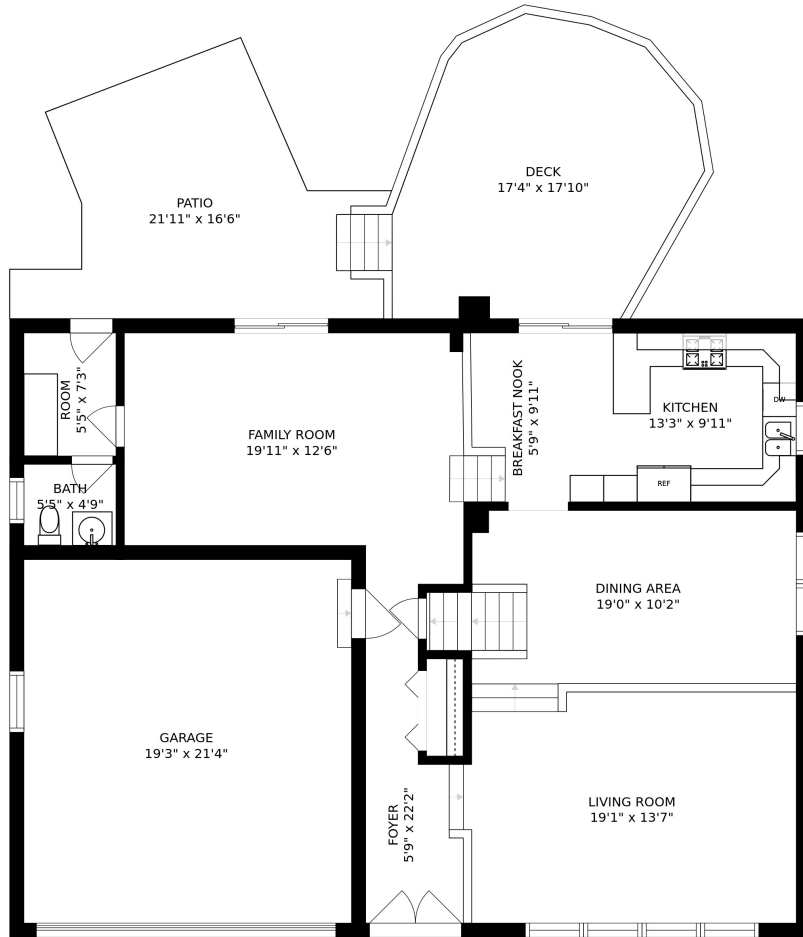 DECK
17'4" x 17'10"
PATIO
21'11" x 16'6"
ROOM
5'5" x 7'3"
FAMILY ROOM
19'11" x 12'6"
BREAKFAST NOOK
5'9" x 9'11"
KITCHEN
13'3" x 9'11"
DW
REF
BATH
5'5" x 4'9"
DINING AREA
19'0" x 10'2"
GARAGE
19'3" x 21'4"
FOYER
5'9" x 22'2"
LIVING ROOM
19'1" x 13'7"